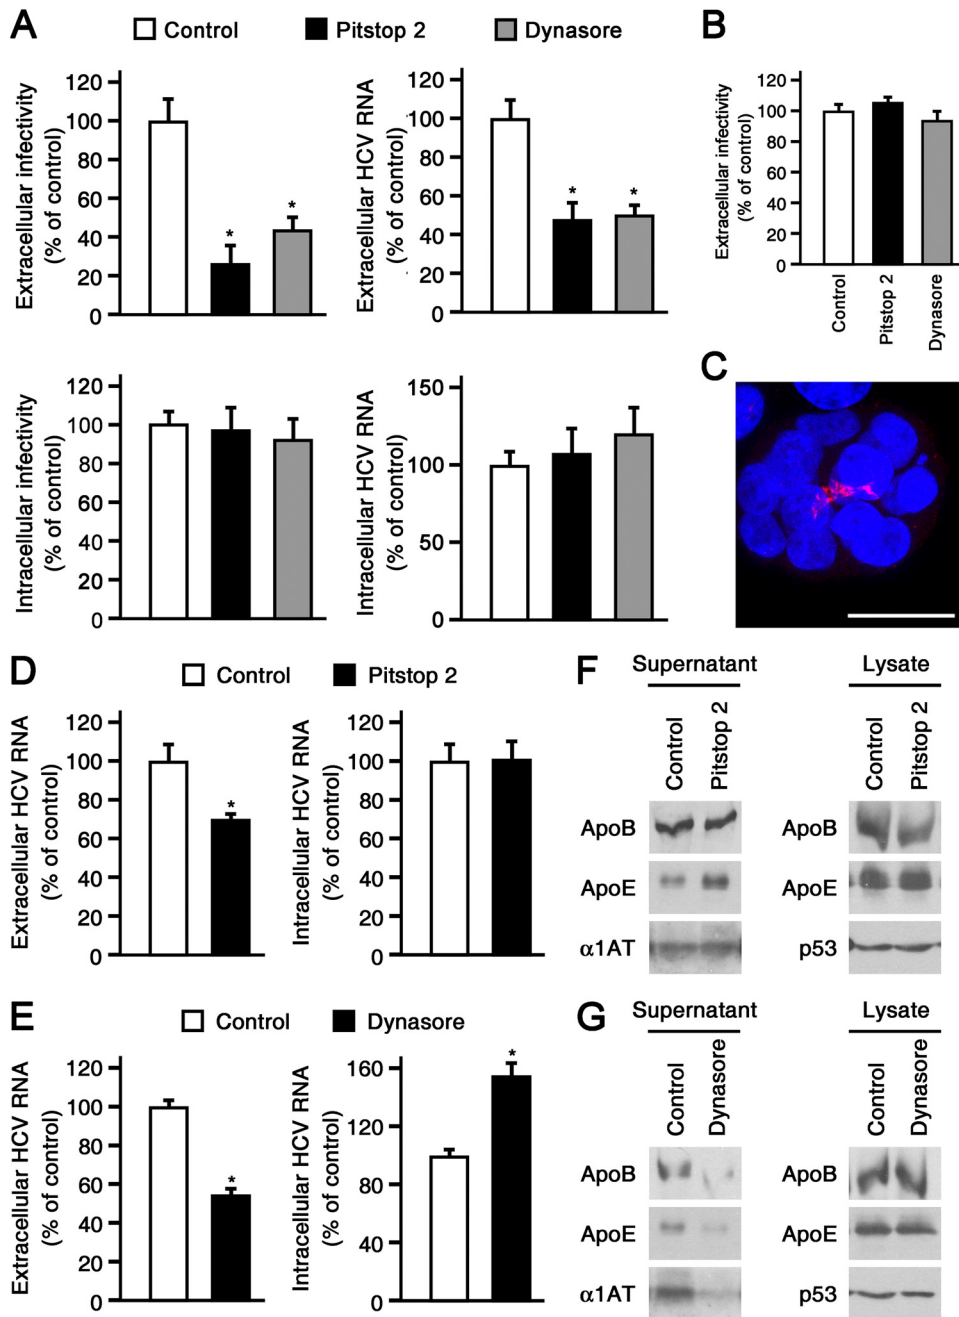 A
Control
Pitstop 2
Dynasore
Extracellular infectivity
(% of control)
120
100
80
60
40
20
0
*
*
Extracellular HCV RNA
(% of control)
120
100
80
60
40
20
0
*
*
Intracellular infectivity
(% of control)
120
100
80
60
40
20
0
Intracellular HCV RNA
(% of control)
150
100
50
0
B
Extracellular infectivity
(% of control)
120
100
80
60
40
20
0
Control
Pitstop 2
Dynasore
C
D
Control
Pitstop 2
Extracellular HCV RNA
(% of control)
120
100
80
60
40
20
0
*
Intracellular HCV RNA
(% of control)
120
100
80
60
40
20
0
E
Control
Dynasore
Extracellular HCV RNA
(% of control)
120
100
80
60
40
20
0
*
Intracellular HCV RNA
(% of control)
160
120
80
40
0
*
F
Supernatant
Control
Pitstop 2
ApoB
ApoE
α1AT
Lysate
Control
Pitstop 2
ApoB
ApoE
p53
G
Supernatant
Control
Dynasore
ApoB
ApoE
α1AT
Lysate
Control
Dynasore
ApoB
ApoE
p53